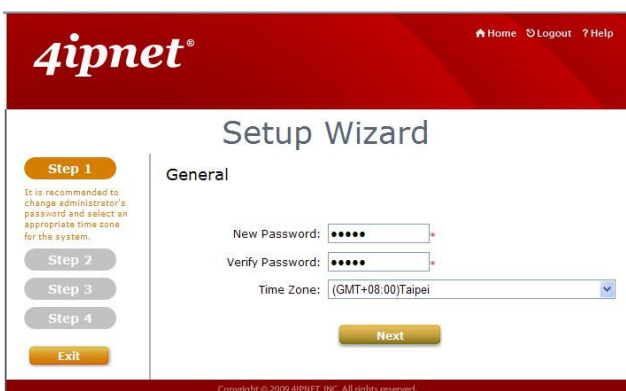 4ipnet®
Home Logout ? Help
Setup Wizard
Step 1
It is recommended to
change administrator's
password and select an
appropriate time zone
for the system.
Step 2
Step 3
Step 4
Exit
General
New Password: ••••• *
Verify Password: ••••• *
Time Zone: (GMT+08:00)Taipei
Next
Copyright © 2009 4IPNET, INC. All rights reserved.